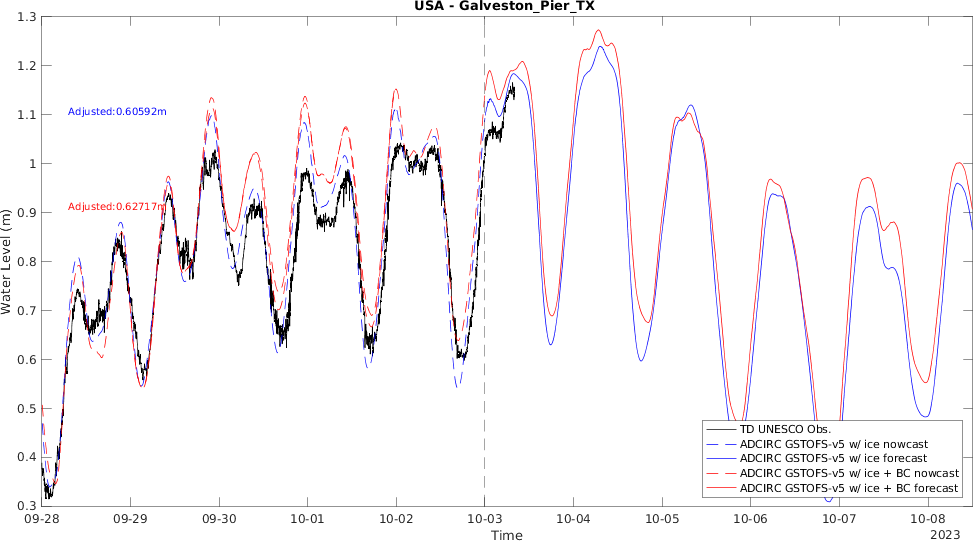 USA - Galveston_Pier_TX
1.3
1.2
1.1
1
0.9
0.8
0.7
0.6
0.5
0.4
0.3
Water Level (m)
Adjusted:0.60592m
Adjusted:0.62717m
TD UNESCO Obs.
ADCIRC GSTOFS-v5 w/ ice nowcast
ADCIRC GSTOFS-v5 w/ ice forecast
ADCIRC GSTOFS-v5 w/ ice + BC nowcast
ADCIRC GSTOFS-v5 w/ ice + BC forecast
09-28 09-29 09-30 10-01 10-02 10-03 10-04 10-05 10-06 10-07 10-08
Time
2023